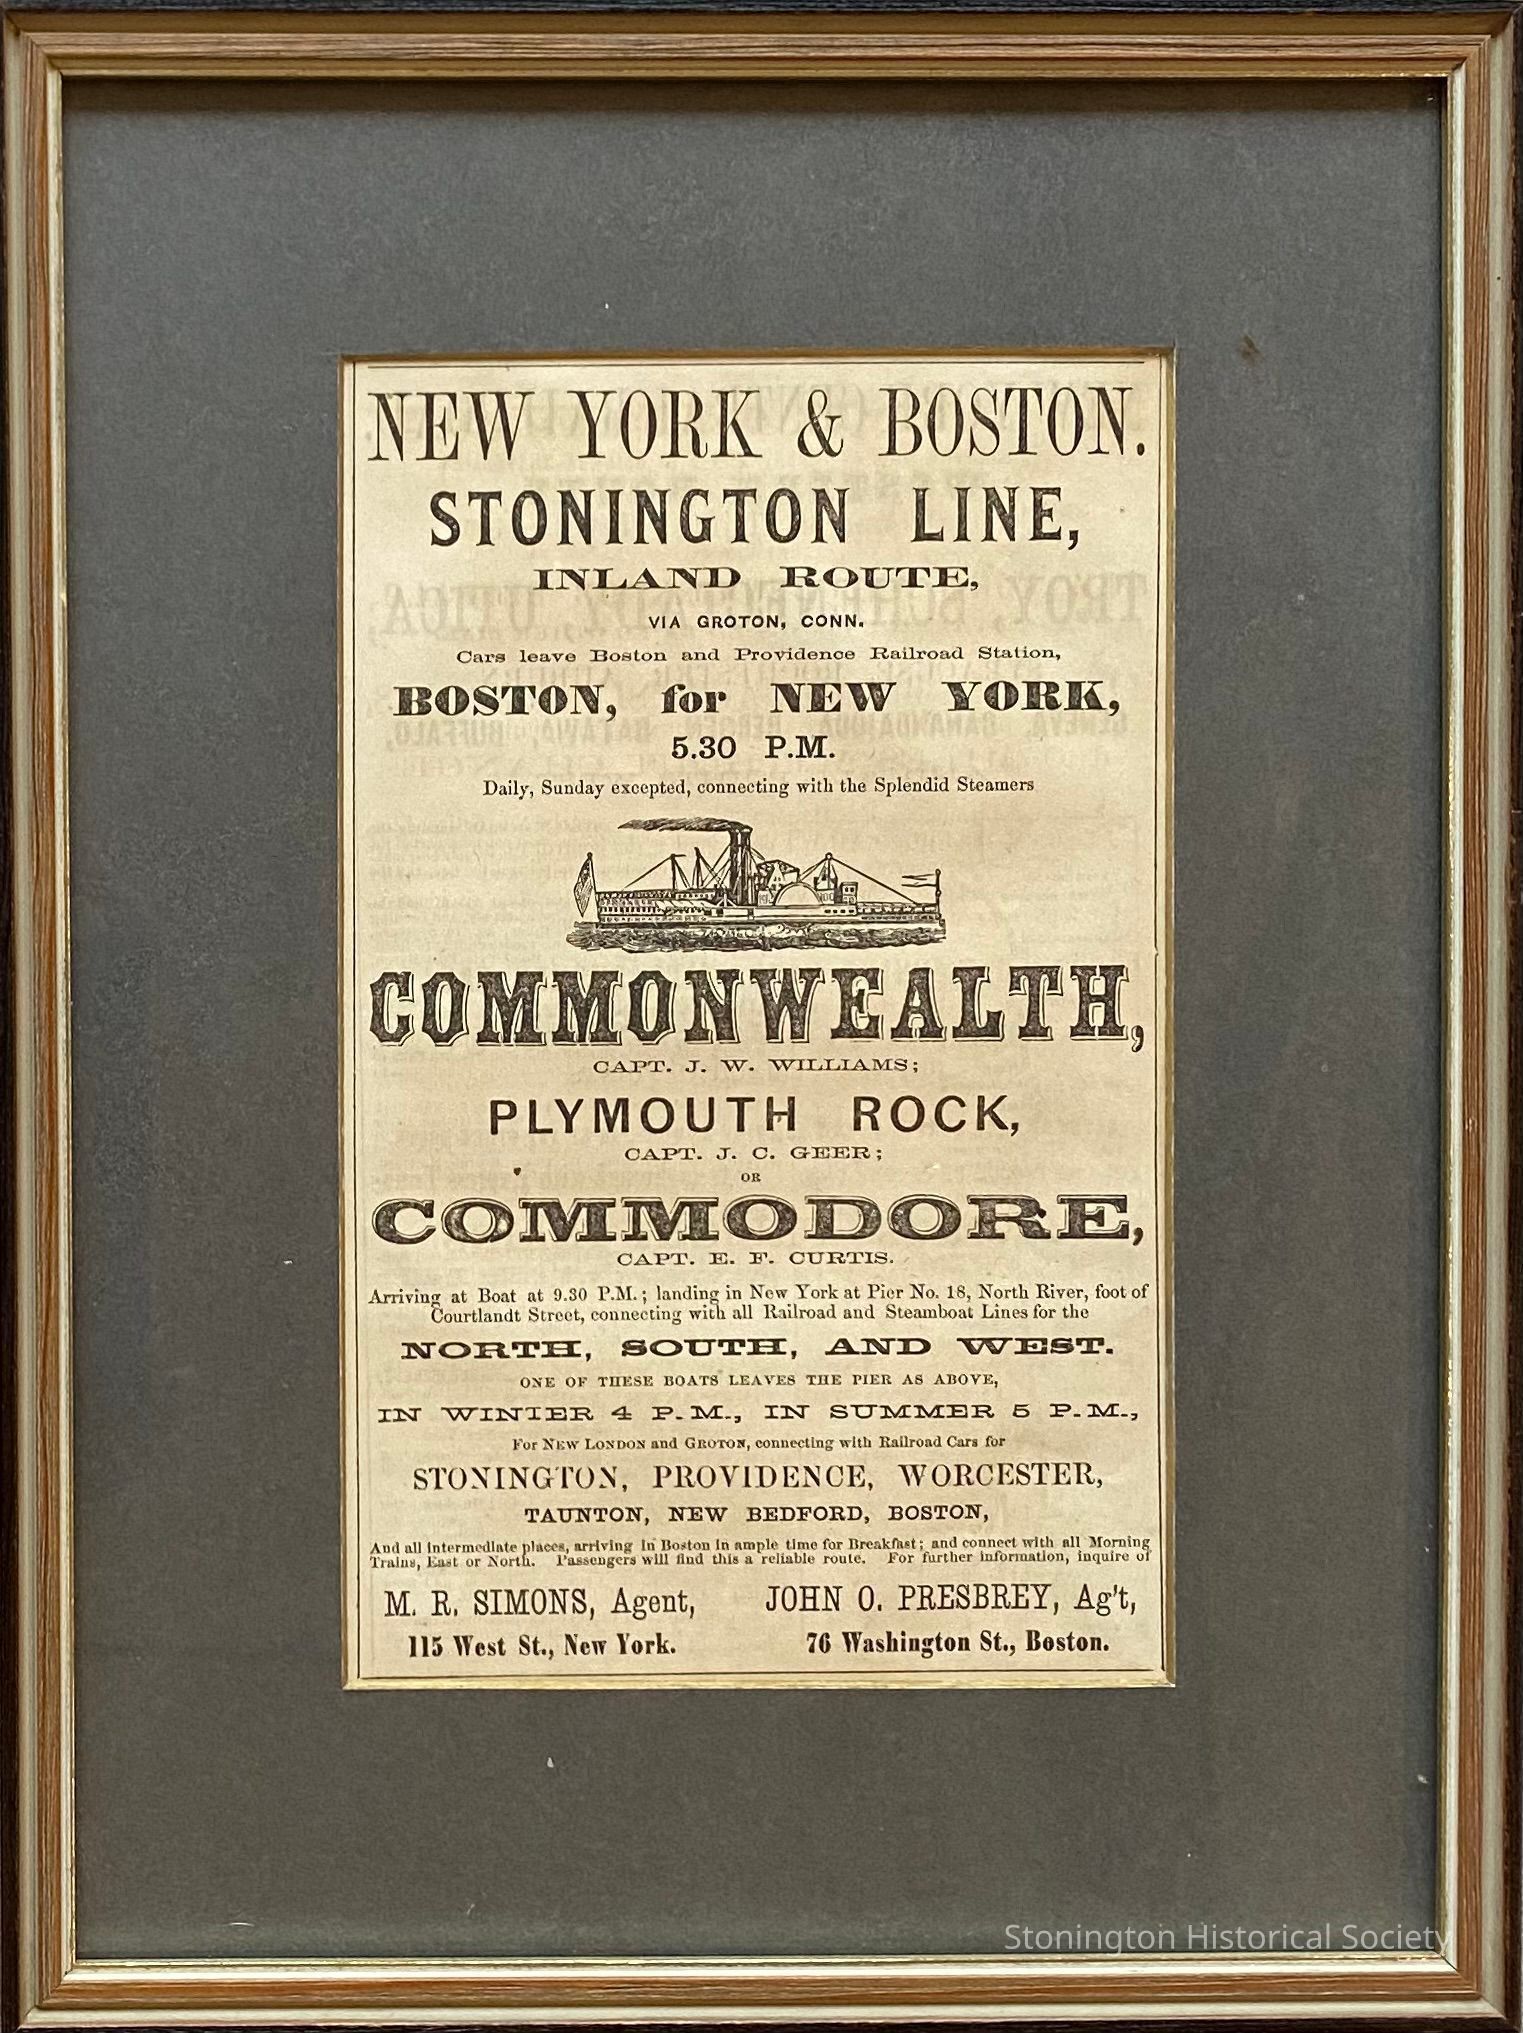 NEW YORK & BOSTON.
STONINGTON LINE,
INLAND ROUTE,
VIA GROTON, CONN.
Cars leave Boston and Providence Railroad Station,
BOSTON, for NEW YORK,
5.30 P.M.
Daily, Sunday excepted, connecting with the Splendid Steamers
COMMONWEALTH,
CAPT. J. W. WILLIAMS;
PLYMOUTH ROCK,
CAPT. J. C. GEER;
OR
COMMODORE,
CAPT. E. F. CURTIS.
Arriving at Boat at 9.30 P.M.; landing in New York at Pier No. 18, North River, foot of
Courtlandt Street, connecting with all Railroad and Steamboat Lines for the
NORTH, SOUTH, AND WEST.
ONE OF THESE BOATS LEAVES THE PIER AS ABOVE,
IN WINTER 4 P.M., IN SUMMER 5 P.M.,
For NEW LONDON and GROTON, connecting with Railroad Cars for
STONINGTON, PROVIDENCE, WORCESTER,
TAUNTON, NEW BEDFORD, BOSTON,
And all intermediate places, arriving in Boston in ample time for Breakfast; and connect with all Morning
Trains, East or North. Passengers will find this a reliable route. For further information, inquire of
M. R. SIMONS, Agent, JOHN O. PRESBREY, Ag't,
115 West St., New York. 76 Washington St., Boston.
Stonington Historical Society